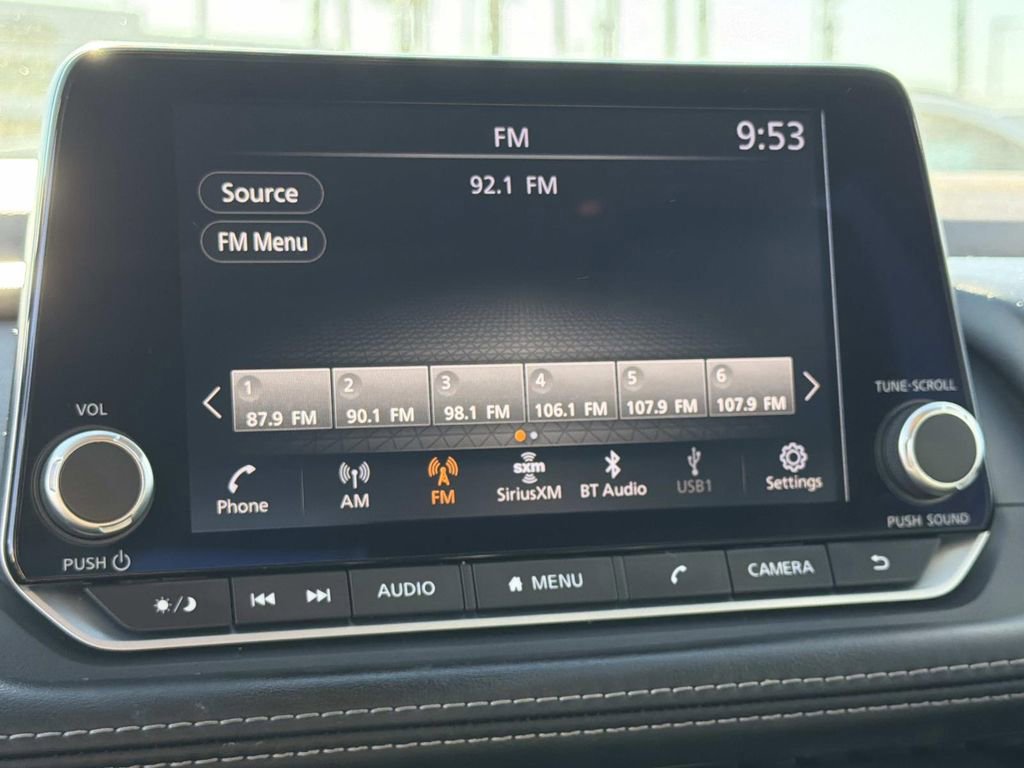 FM
9:53
Source
92.1 FM
FM Menu
1 2 3 4 5 6
87.9 FM 90.1 FM 98.1 FM 106.1 FM 107.9 FM 107.9 FM
VOL
TUNE·SCROLL
Phone AM FM sxm SiriusXM BT Audio USB1 Settings
PUSH
PUSH SOUND
AUDIO MENU CAMERA